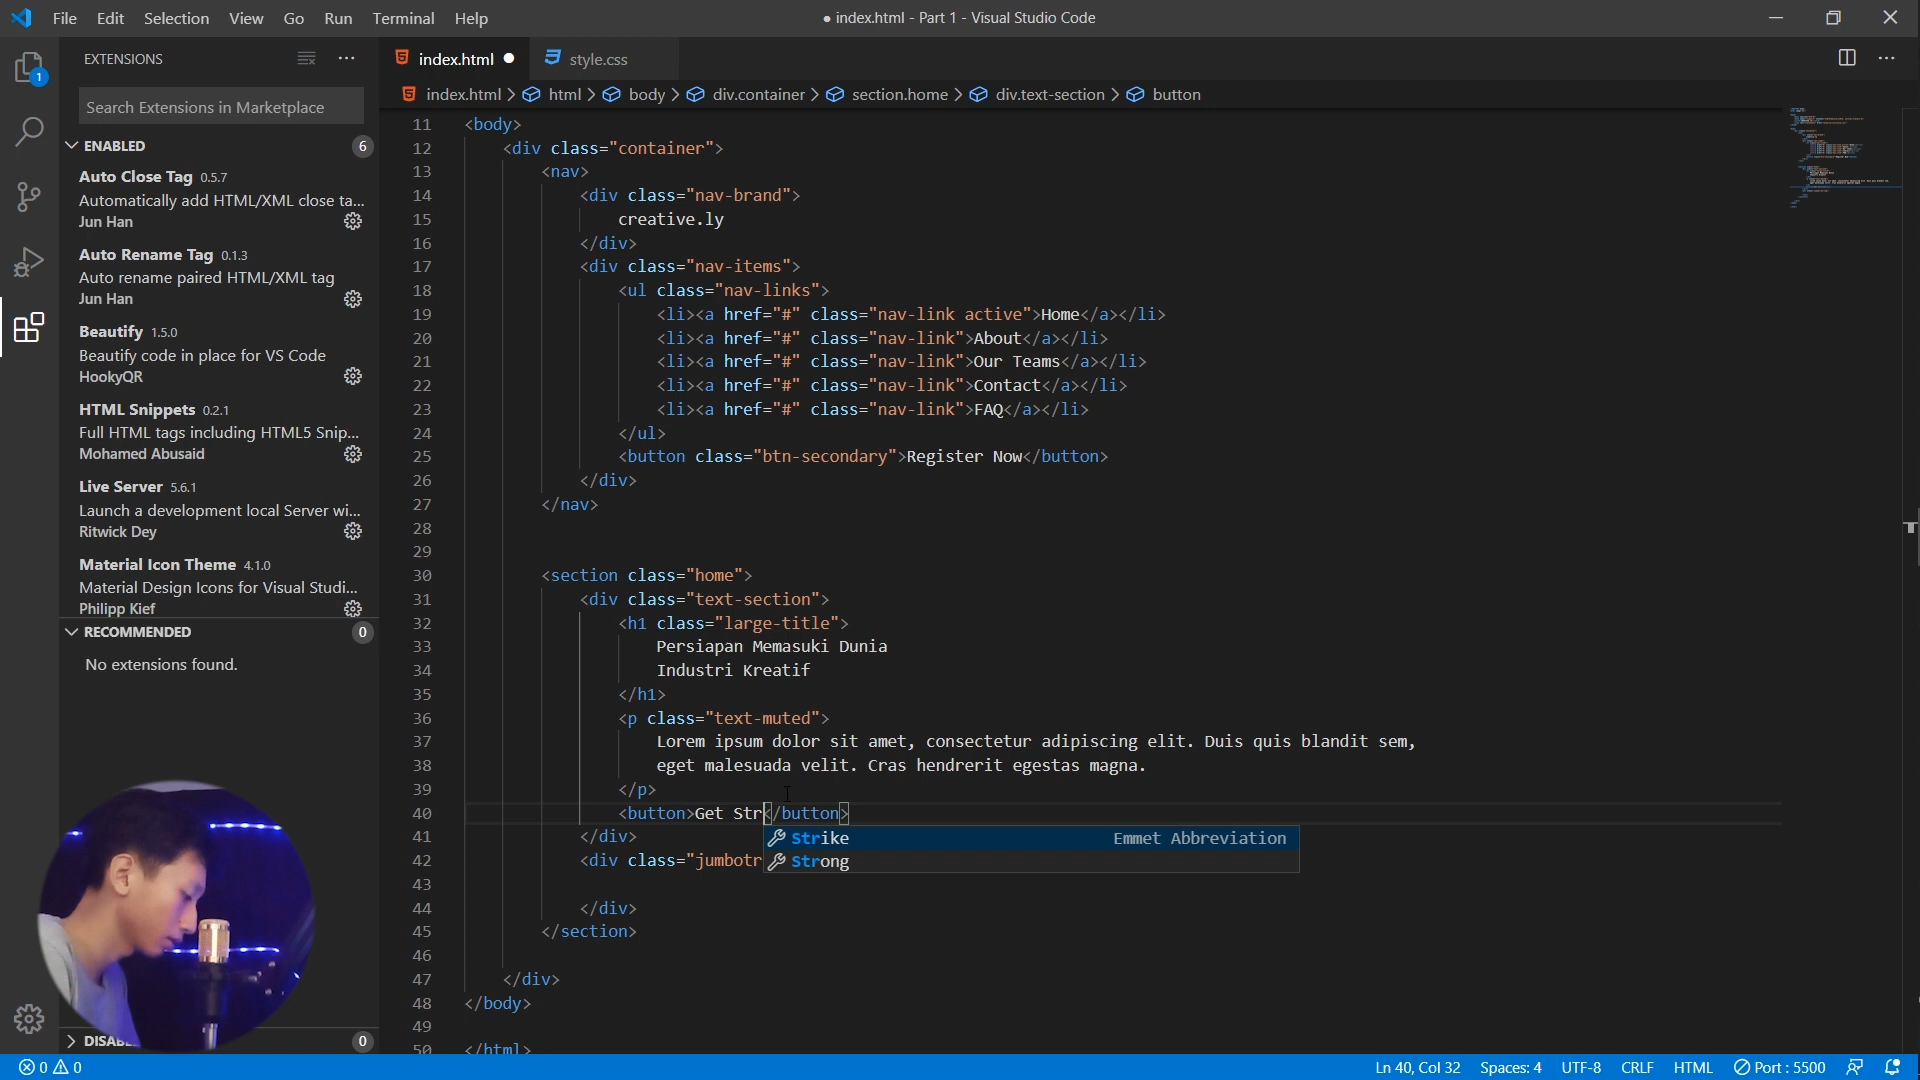 File Edit Selection View Go Run Terminal Help
● index.html - Part 1 - Visual Studio Code
EXTENSIONS
index.html ●
style.css
1
Search Extensions in Marketplace
index.html > html > body > div.container > section.home > div.text-section > button
ENABLED 6
Auto Close Tag 0.5.7
Automatically add HTML/XML close ta...
Jun Han
Auto Rename Tag 0.1.3
Auto rename paired HTML/XML tag
Jun Han
Beautify 1.5.0
Beautify code in place for VS Code
HookyQR
HTML Snippets 0.2.1
Full HTML tags including HTML5 Snip...
Mohamed Abusaid
Live Server 5.6.1
Launch a development local Server wi...
Ritwick Dey
Material Icon Theme 4.1.0
Material Design Icons for Visual Studi...
Philipp Kief
RECOMMENDED 0
No extensions found.
0
11 <body>
12 <div class="container">
13 <nav>
14 <div class="nav-brand">
15 creative.ly
16 </div>
17 <div class="nav-items">
18 <ul class="nav-links">
19 <li><a href="#" class="nav-link active">Home</a></li>
20 <li><a href="#" class="nav-link">About</a></li>
21 <li><a href="#" class="nav-link">Our Teams</a></li>
22 <li><a href="#" class="nav-link">Contact</a></li>
23 <li><a href="#" class="nav-link">FAQ</a></li>
24 </ul>
25 <button class="btn-secondary">Register Now</button>
26 </div>
27 </nav>
28
29
30 <section class="home">
31 <div class="text-section">
32 <h1 class="large-title">
33 Persiapan Memasuki Dunia
34 Industri Kreatif
35 </h1>
36 <p class="text-muted">
37 Lorem ipsum dolor sit amet, consectetur adipiscing elit. Duis quis blandit sem,
38 eget malesuada velit. Cras hendrerit egestas magna.
39 </p>
40 <button>Get Str</button>
Strike Emmet Abbreviation
Strong
41 </div>
42 <div class="jumbotr
43
44 </div>
45 </section>
46
47 </div>
48 </body>
49
50 </html>
0 0
Ln 40, Col 32 Spaces: 4 UTF-8 CRLF HTML Port : 5500